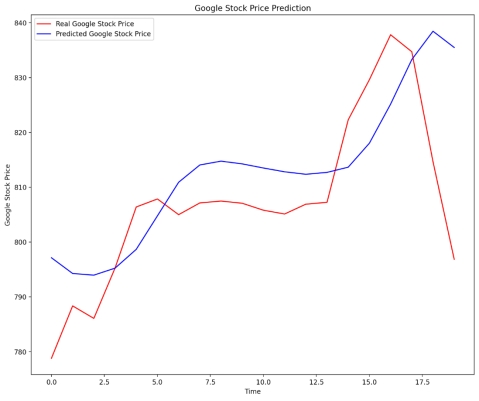 Google Stock Price Prediction
Real Google Stock Price
Predicted Google Stock Price
Google Stock Price
840
830
820
810
800
790
780
0.0 2.5 5.0 7.5 10.0 12.5 15.0 17.5
Time